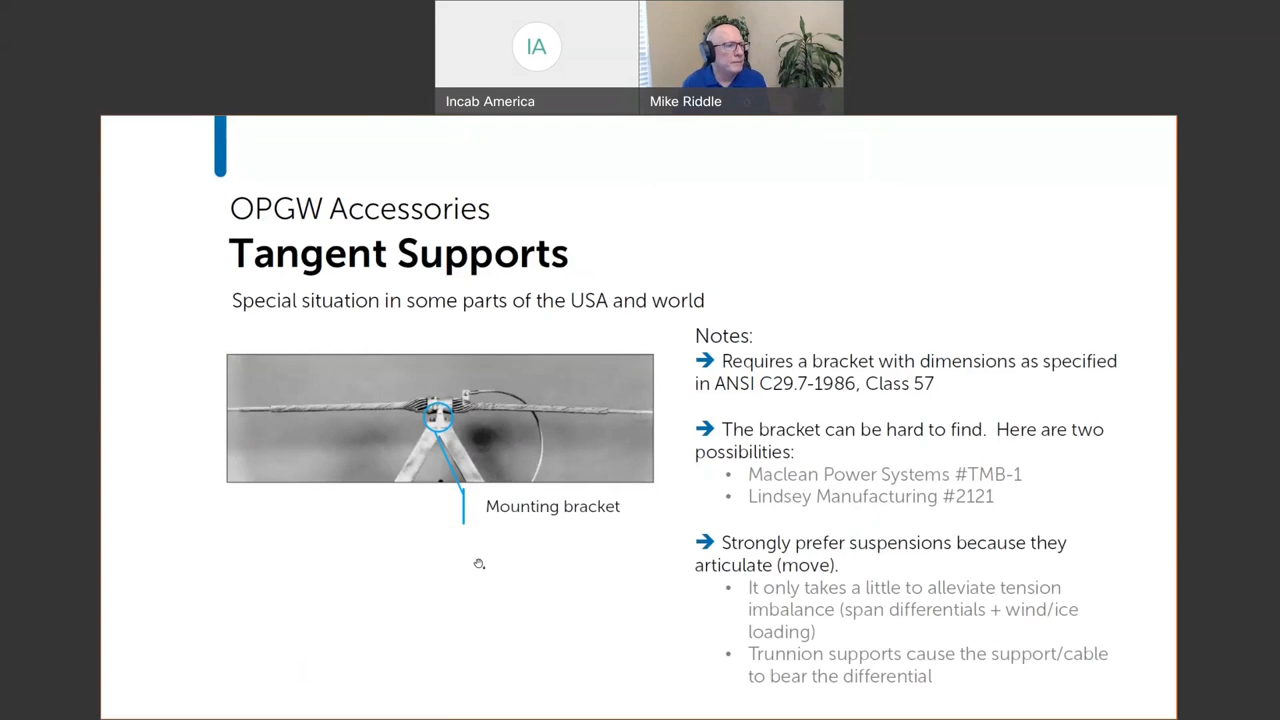 IA
Incab America
Mike Riddle
OPGW Accessories
Tangent Supports
Special situation in some parts of the USA and world
Mounting bracket
Notes:
➔ Requires a bracket with dimensions as specified
in ANSI C29.7-1986, Class 57
➔ The bracket can be hard to find. Here are two
possibilities:
• Maclean Power Systems #TMB-1
• Lindsey Manufacturing #2121
➔ Strongly prefer suspensions because they
articulate (move).
• It only takes a little to alleviate tension
imbalance (span differentials + wind/ice
loading)
• Trunnion supports cause the support/cable
to bear the differential